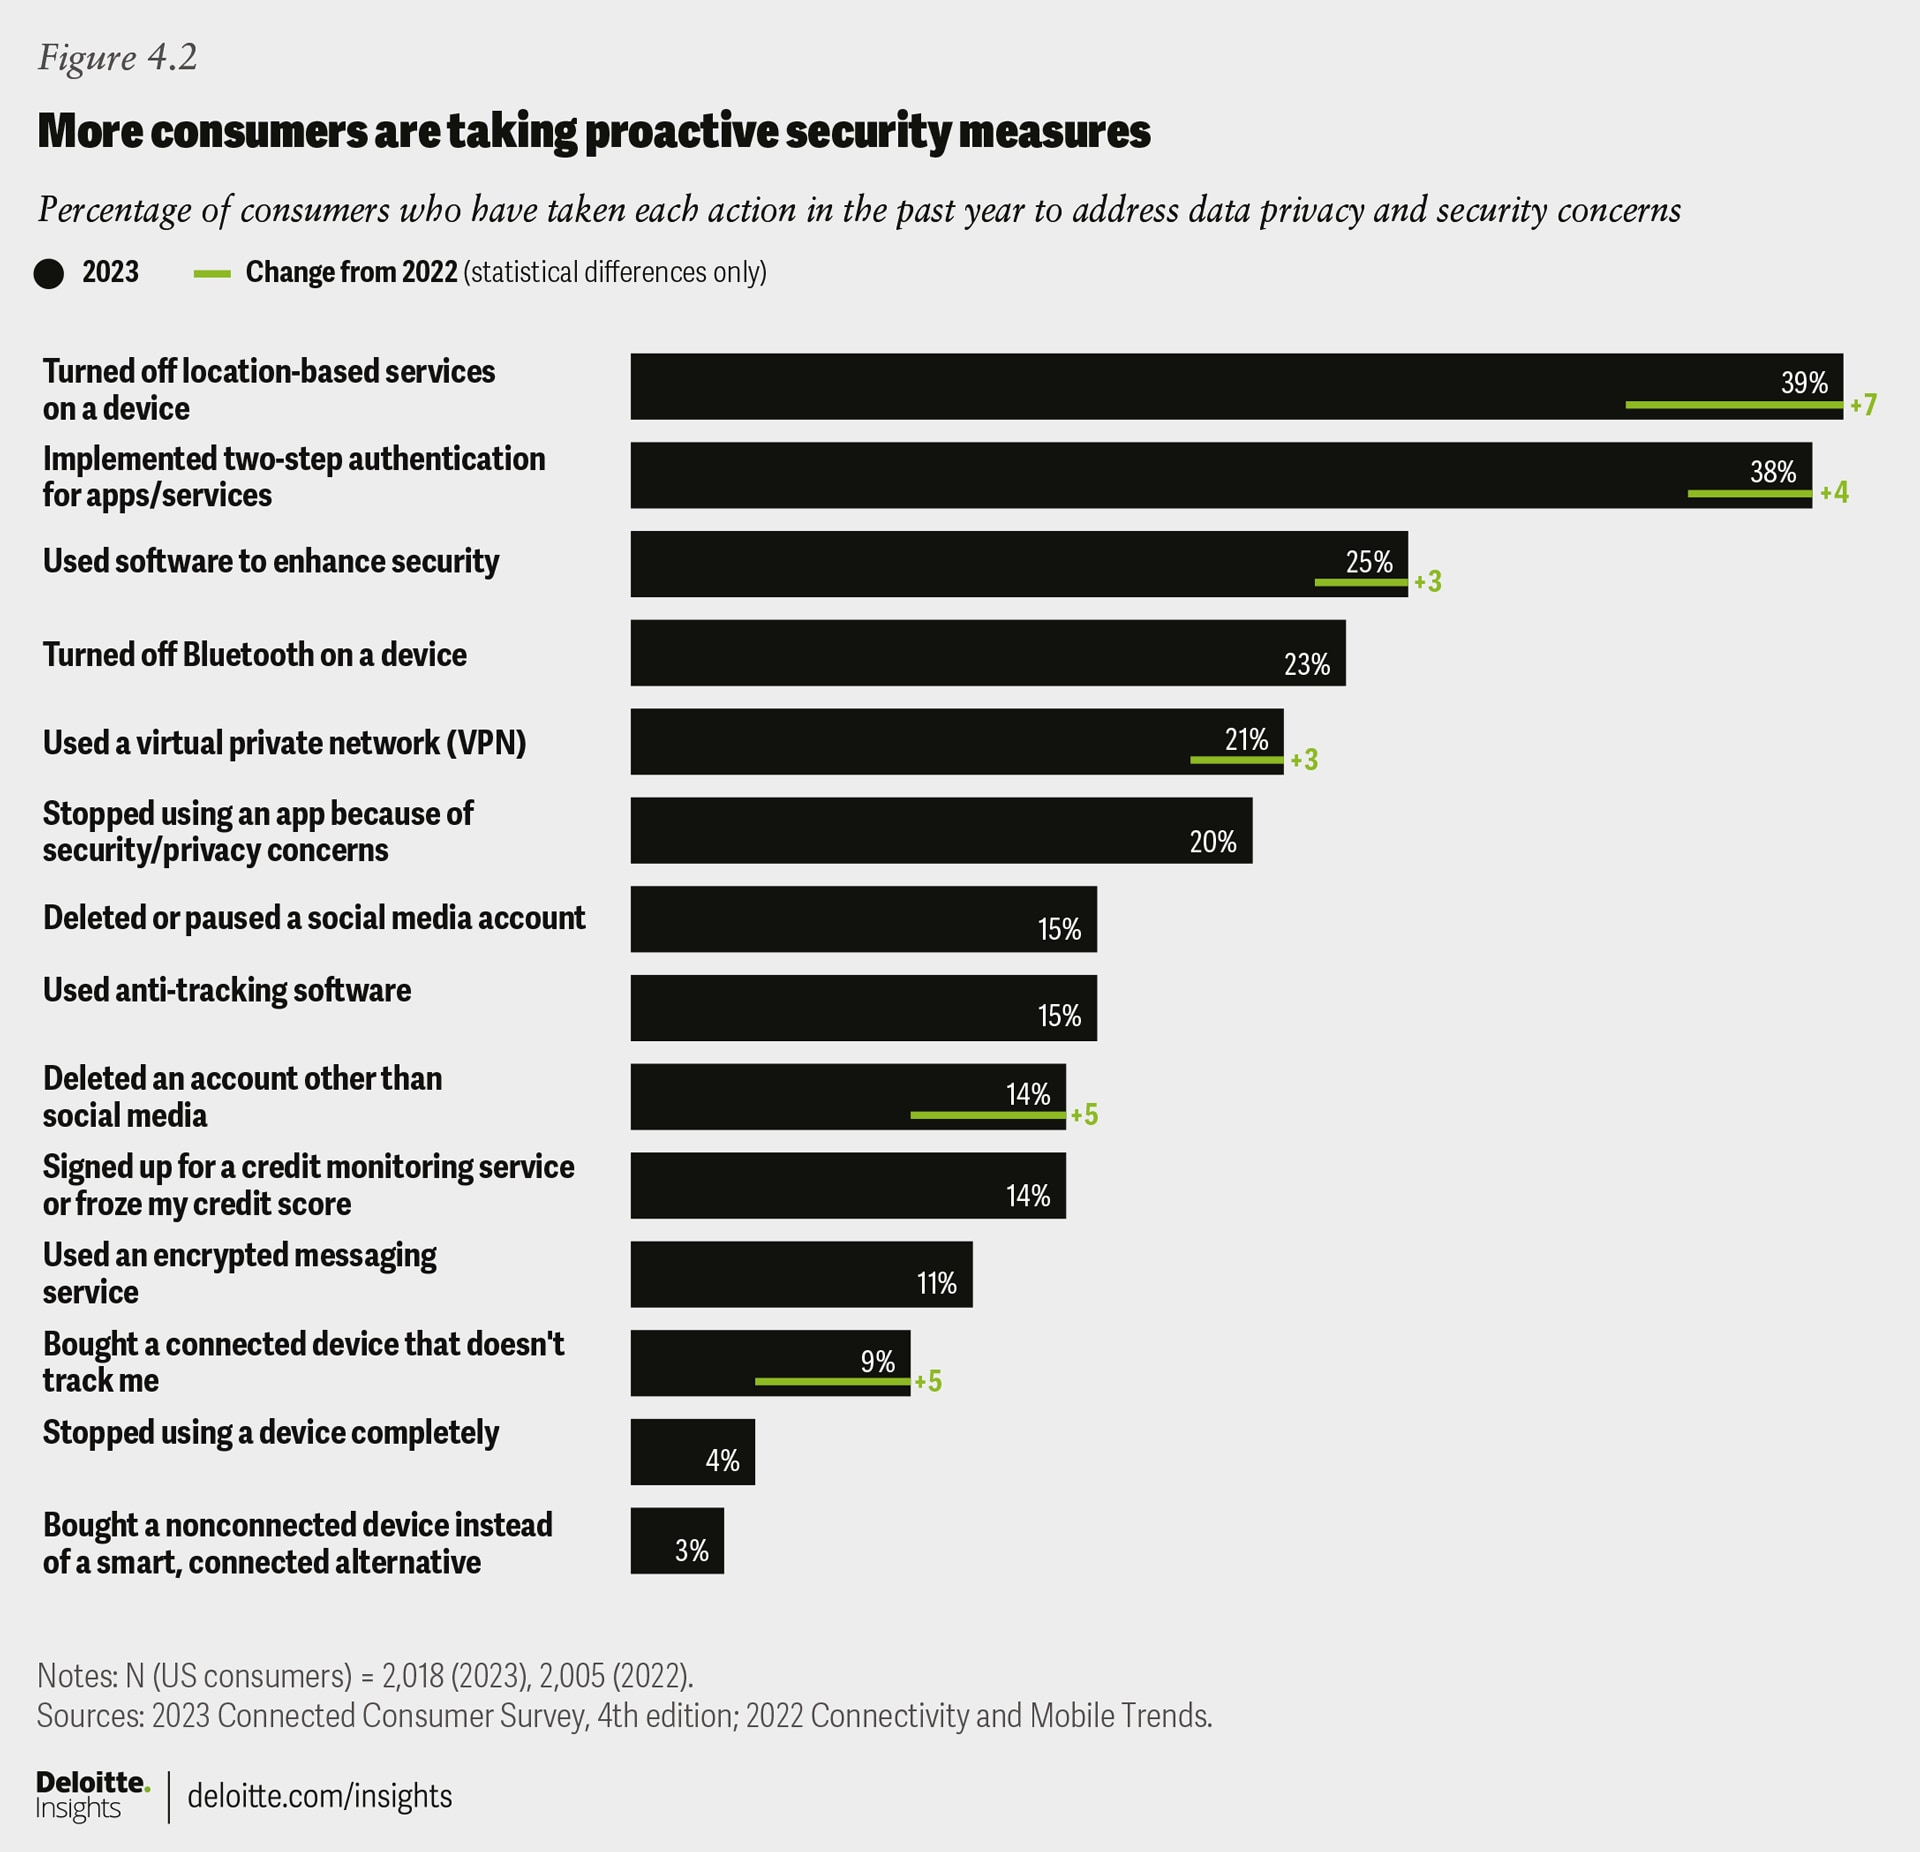 Figure 4.2
More consumers are taking proactive security measures
Percentage of consumers who have taken each action in the past year to address data privacy and security concerns
2023 Change from 2022 (statistical differences only)
Turned off location-based services
on a device
39%
+7
Implemented two-step authentication
for apps/services
38%
+4
Used software to enhance security
25%
+3
Turned off Bluetooth on a device
23%
Used a virtual private network (VPN)
21%
+3
Stopped using an app because of
security/privacy concerns
20%
Deleted or paused a social media account
15%
Used anti-tracking software
15%
Deleted an account other than
social media
14%
+5
Signed up for a credit monitoring service
or froze my credit score
14%
Used an encrypted messaging
service
11%
Bought a connected device that doesn't
track me
9%
+5
Stopped using a device completely
4%
Bought a nonconnected device instead
of a smart, connected alternative
3%
Notes: N (US consumers) = 2,018 (2023), 2,005 (2022).
Sources: 2023 Connected Consumer Survey, 4th edition; 2022 Connectivity and Mobile Trends.
Deloitte.
Insights
deloitte.com/insights